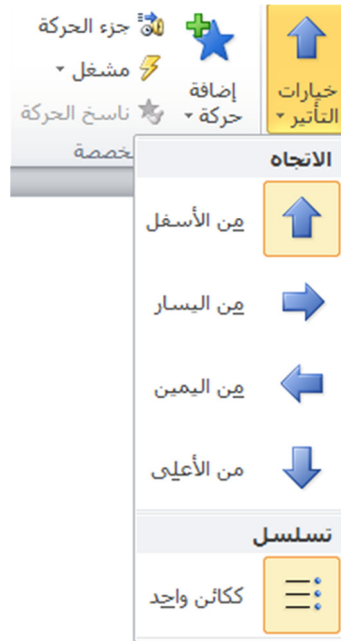 خيارات التأثير
إضافة حركة
جزء الحركة
مشغل
ناسخ الحركة
خصصة
الاتجاه
من الأسفل
من اليسار
من اليمين
من الأعلى
تسلسل
ككائن واحد